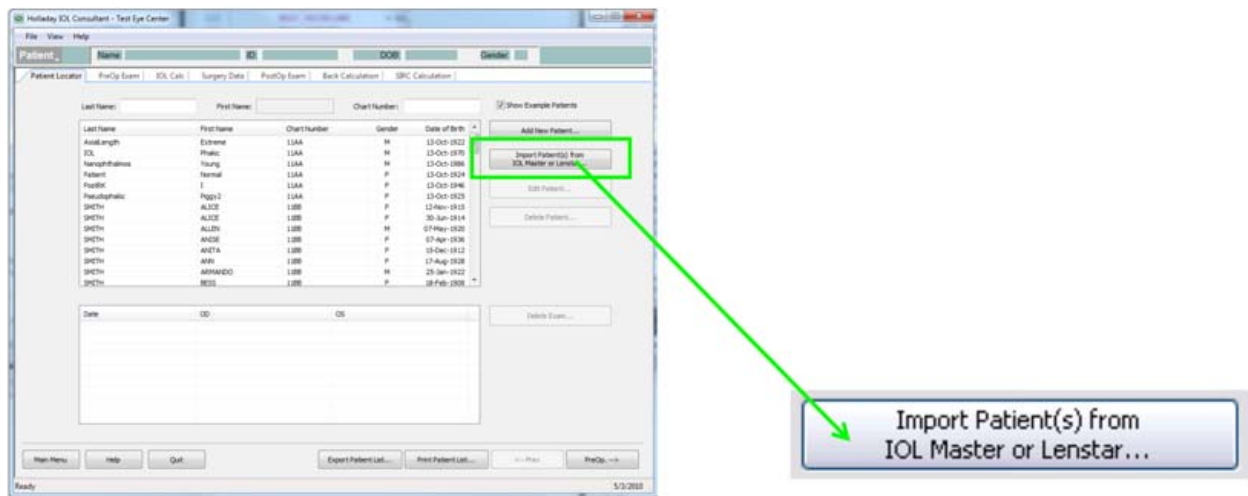 Holladay IOL Consultant - Test Eye Center
File View Help
Patient Name ID DOB Gender
Patient Locator PreOp Exam IOL Calc Surgery Data PostOp Exam Back Calculation SIRC Calculation
Last Name: First Name: Chart Number: Show Example Patients
Last Name First Name Chart Number Gender Date of Birth
AxialLength Extreme 11AA M 13-Oct-1922
IOL Phakic 11AA M 13-Oct-1970
Nanophthalmos Young 11AA M 13-Oct-1986
Patient Normal 11AA F 13-Oct-1924
PostRK I 11AA F 13-Oct-1946
Pseudophakic Piggy2 11AA F 13-Oct-1925
SMITH ALICE 11BB F 12-Nov-1915
SMITH ALICE 11BB F 30-Jun-1914
SMITH ALLEN 11BB M 07-May-1920
SMITH ANISE 11BB F 07-Apr-1936
SMITH ANITA 11BB F 15-Dec-1912
SMITH ANN 11BB F 17-Aug-1928
SMITH ARMANDO 11BB M 25-Jan-1922
SMITH BESS 11BB F 18-Feb-1908
Add New Patient...
Import Patient(s) from
IOL Master or Lenstar...
Edit Patient...
Delete Patient...
Date OD OS
Delete Exam...
Main Menu Help Quit Export Patient List... Print Patient List... <-- Prev PreOp. -->
Ready 5/3/2010
Import Patient(s) from
IOL Master or Lenstar...